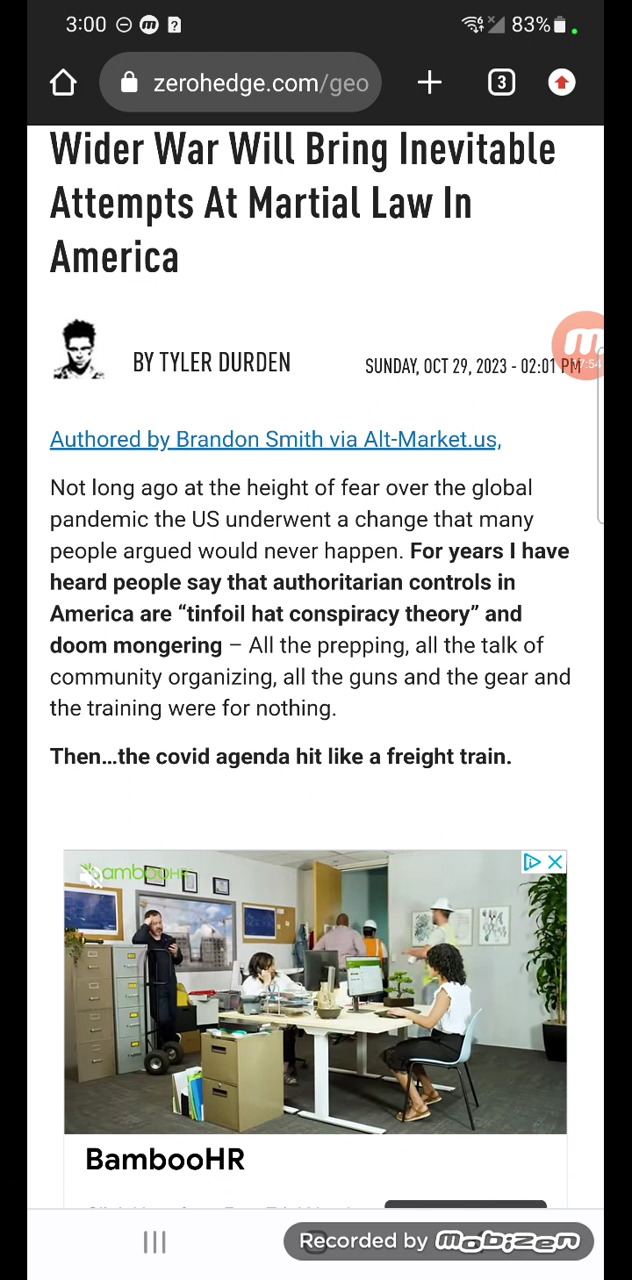 3:00
83%
zerohedge.com/geo
3
Wider War Will Bring Inevitable
Attempts At Martial Law In
America
BY TYLER DURDEN
SUNDAY, OCT 29, 2023 - 02:01 PM
7:54
Authored by Brandon Smith via Alt-Market.us,
Not long ago at the height of fear over the global
pandemic the US underwent a change that many
people argued would never happen. For years I have
heard people say that authoritarian controls in
America are “tinfoil hat conspiracy theory” and
doom mongering – All the prepping, all the talk of
community organizing, all the guns and the gear and
the training were for nothing.
Then…the covid agenda hit like a freight train.
bambooHR
BambooHR
Recorded by mobizen